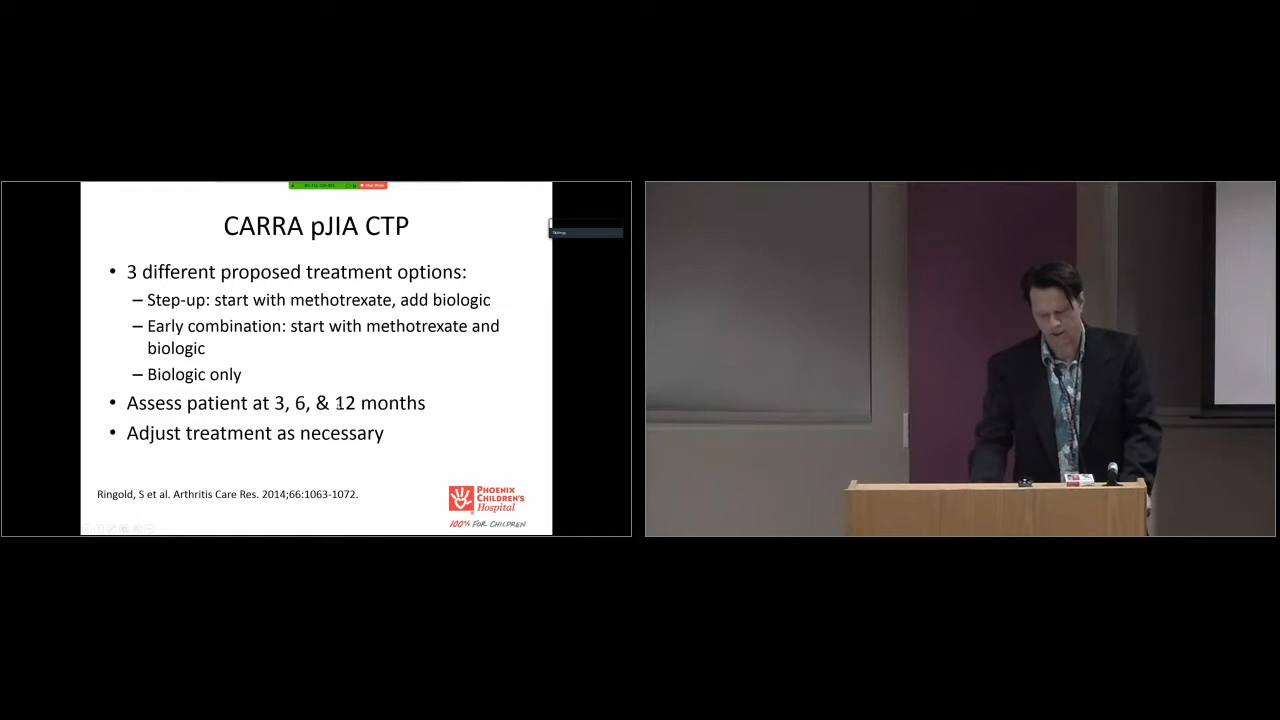 CARRA pJIA CTP
• 3 different proposed treatment options:
– Step-up: start with methotrexate, add biologic
– Early combination: start with methotrexate and
biologic
– Biologic only
• Assess patient at 3, 6, & 12 months
• Adjust treatment as necessary
Ringold, S et al. Arthritis Care Res. 2014;66:1063-1072.
PHOENIX
CHILDREN'S
Hospital
100% FOR CHILDREN